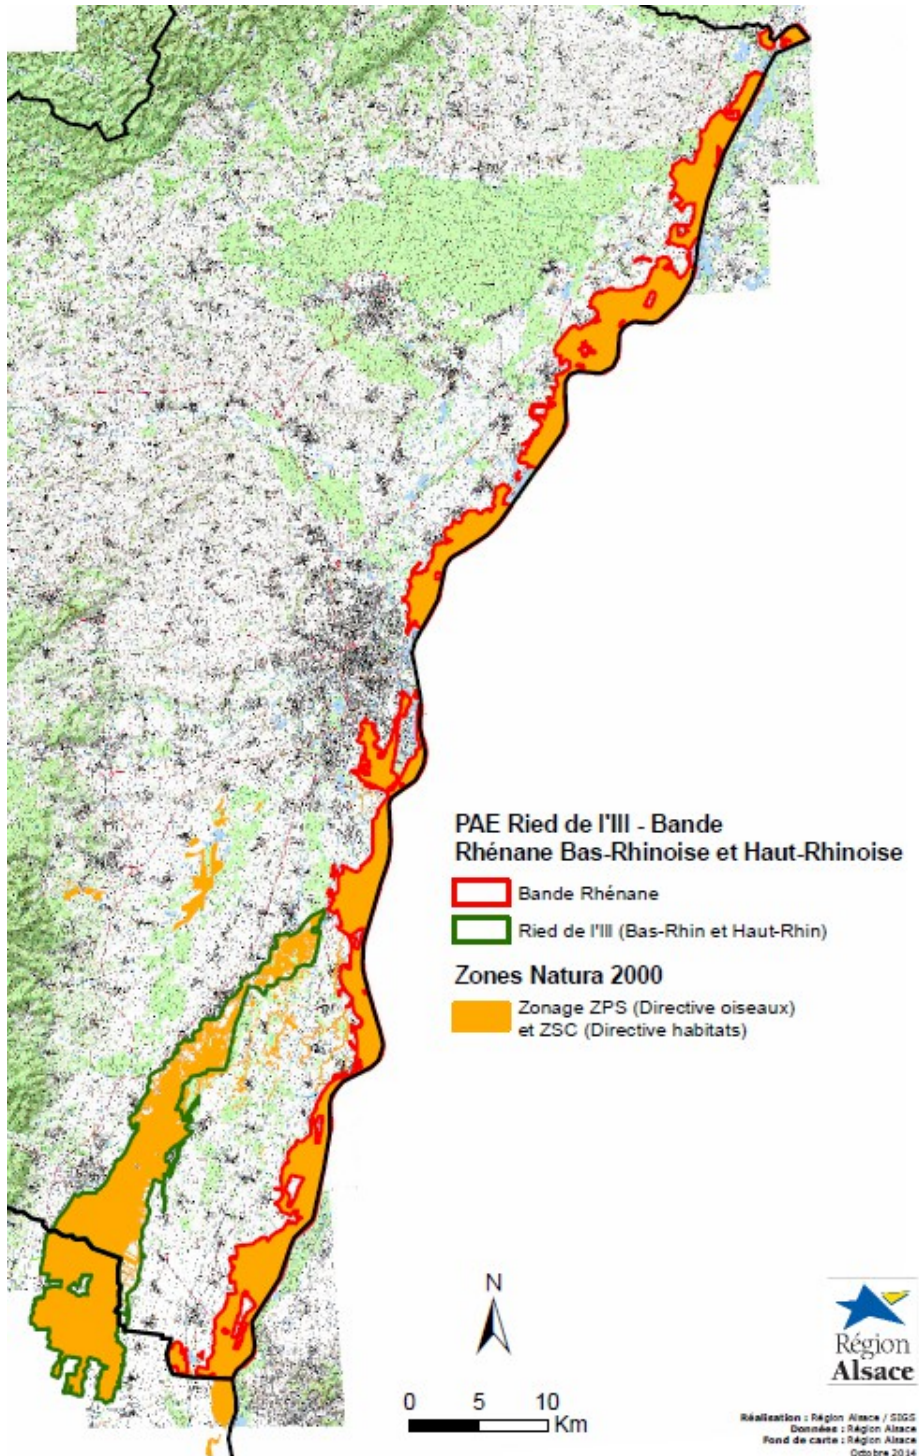 PAE Ried de l'Ill - Bande
Rhénane Bas-Rhinoise et Haut-Rhinoise
Bande Rhénane
Ried de l'Ill (Bas-Rhin et Haut-Rhin)
Zones Natura 2000
Zonage ZPS (Directive oiseaux)
et ZSC (Directive habitats)
N
0 5 10
Km
Région
Alsace
Réalisation : Région Alsace / SIGS
Données : Région Alsace
Fond de carte : Région Alsace
Octobre 2014